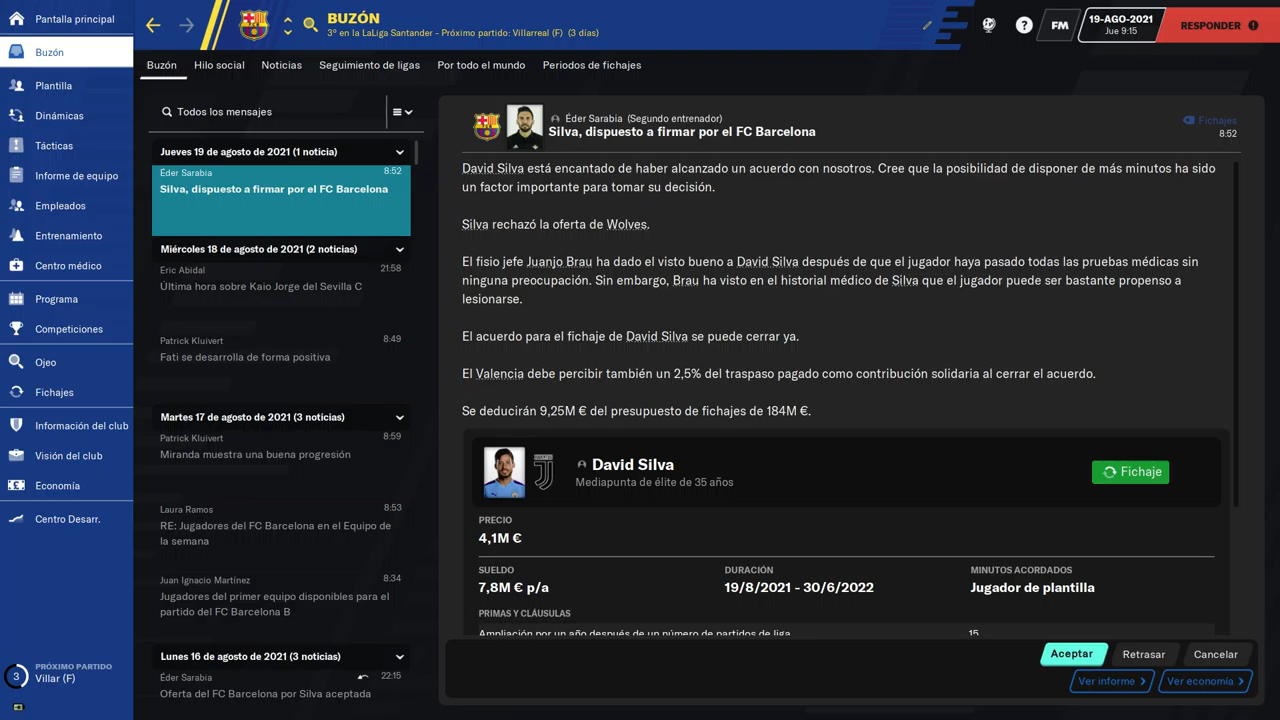 Pantalla principal
BUZÓN
3º en la LaLiga Santander - Próximo partido: Villarreal (F) (3 días)
FM
19-AGO-2021
Jue 9:15
RESPONDER
Buzón
Plantilla
Dinámicas
Tácticas
Informe de equipo
Empleados
Entrenamiento
Centro médico
Programa
Competiciones
Ojeo
Fichajes
Información del club
Visión del club
Economía
Centro Desarr.
3
PRÓXIMO PARTIDO
Villar (F)
Buzón
Hilo social
Noticias
Seguimiento de ligas
Por todo el mundo
Periodos de fichajes
Todos los mensajes
Jueves 19 de agosto de 2021 (1 noticia)
Éder Sarabia 8:52
Silva, dispuesto a firmar por el FC Barcelona
Miércoles 18 de agosto de 2021 (2 noticias)
Eric Abidal 21:58
Última hora sobre Kaio Jorge del Sevilla C
Patrick Kluivert 8:49
Fati se desarrolla de forma positiva
Martes 17 de agosto de 2021 (3 noticias)
Patrick Kluivert 8:59
Miranda muestra una buena progresión
Laura Ramos 8:53
RE: Jugadores del FC Barcelona en el Equipo de
la semana
Juan Ignacio Martínez 8:34
Jugadores del primer equipo disponibles para el
partido del FC Barcelona B
Lunes 16 de agosto de 2021 (3 noticias)
Éder Sarabia 22:15
Oferta del FC Barcelona por Silva aceptada
Éder Sarabia (Segundo entrenador)
Silva, dispuesto a firmar por el FC Barcelona
Fichajes
8:52
David Silva está encantado de haber alcanzado un acuerdo con nosotros. Cree que la posibilidad de disponer de más minutos ha sido
un factor importante para tomar su decisión.
Silva rechazó la oferta de Wolves.
El fisio jefe Juanjo Brau ha dado el visto bueno a David Silva después de que el jugador haya pasado todas las pruebas médicas sin
ninguna preocupación. Sin embargo, Brau ha visto en el historial médico de Silva que el jugador puede ser bastante propenso a
lesionarse.
El acuerdo para el fichaje de David Silva se puede cerrar ya.
El Valencia debe percibir también un 2,5% del traspaso pagado como contribución solidaria al cerrar el acuerdo.
Se deducirán 9,25M € del presupuesto de fichajes de 184M €.
David Silva
Mediapunta de élite de 35 años
Fichaje
PRECIO
4,1M €
SUELDO
7,8M € p/a
DURACIÓN
19/8/2021 - 30/6/2022
MINUTOS ACORDADOS
Jugador de plantilla
PRIMAS Y CLÁUSULAS
Ampliación por un año después de un número de partidos de liga 15
Aceptar
Retrasar
Cancelar
Ver informe
Ver economía